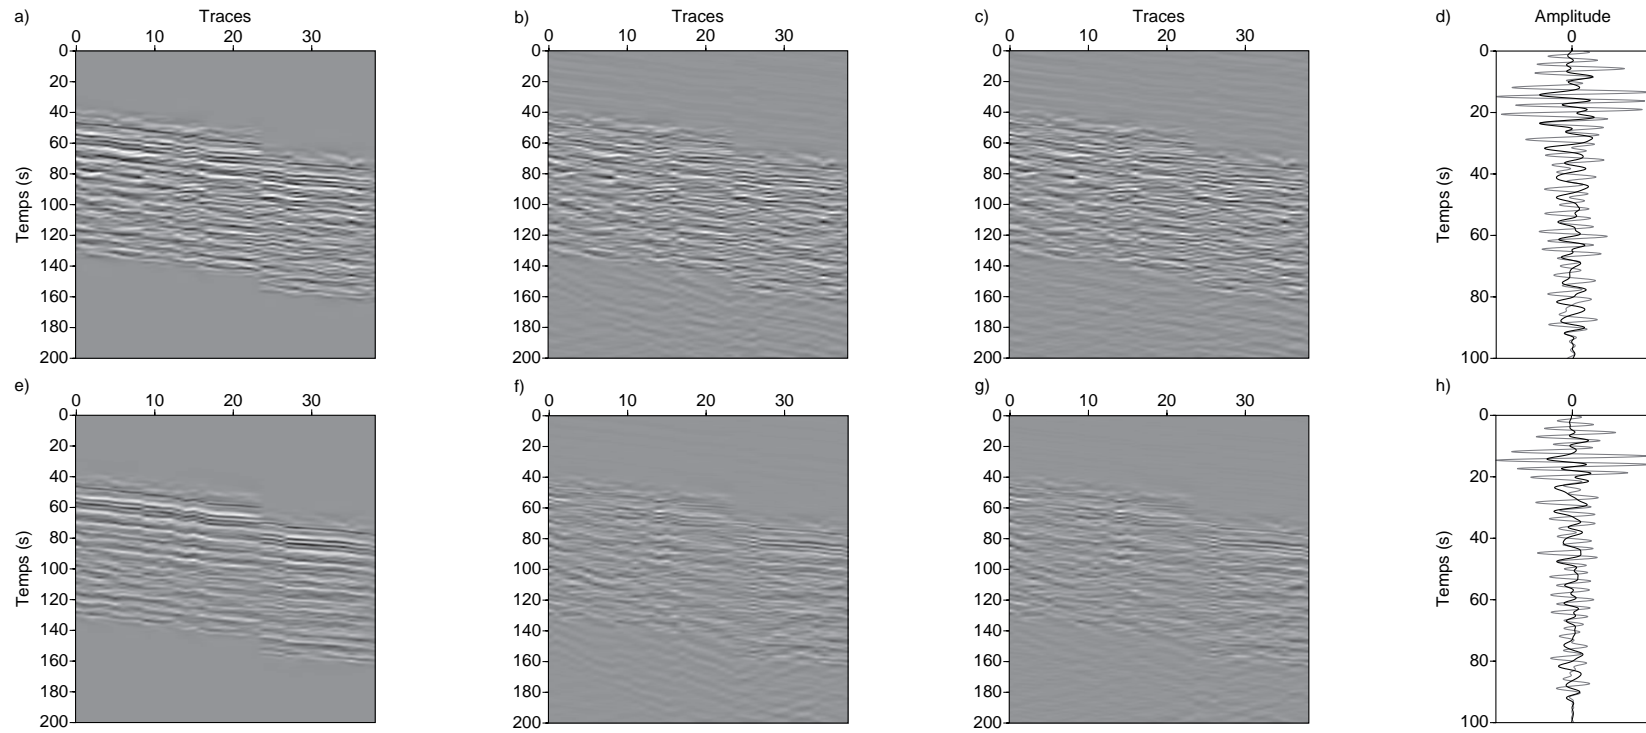 a) Traces b) Traces c) Traces d) Amplitude
0 10 20 30 0 10 20 30 0 10 20 30 0
0 0 0 0
20 20 20
40 40 40 20
60 60 60
80 80 80 40
Temps (s) 100 100 100 Temps (s)
120 120 120 60
140 140 140
160 160 160 80
180 180 180
200 200 200 100
e) f) g) h)
0 10 20 30 0 10 20 30 0 10 20 30 0
0 0 0 0
20 20 20
40 40 40 20
60 60 60
80 80 80 40
Temps (s) 100 100 100 Temps (s)
120 120 120 60
140 140 140
160 160 160 80
180 180 180
200 200 200 100